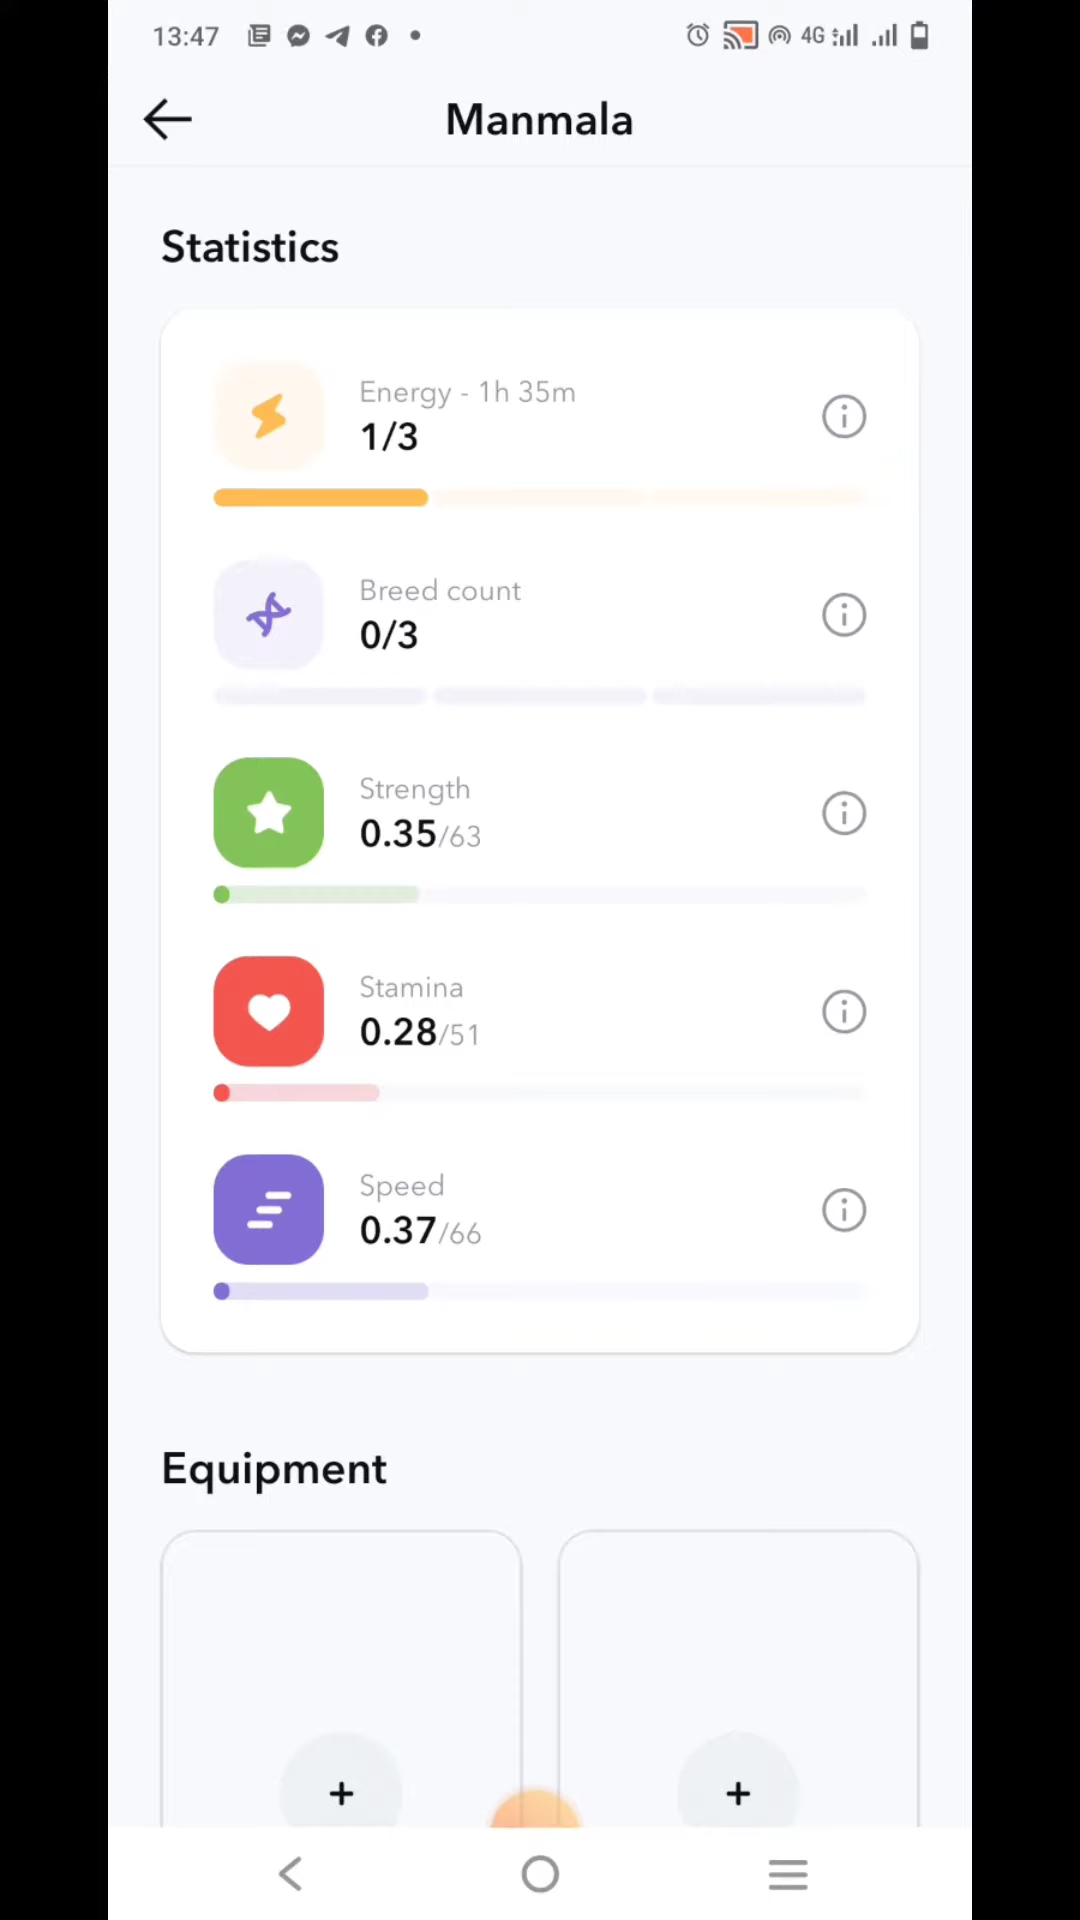 13:47
4G
Manmala
Statistics
Energy - 1h 35m
1/3
Breed count
0/3
Strength
0.35/63
Stamina
0.28/51
Speed
0.37/66
Equipment
+ +